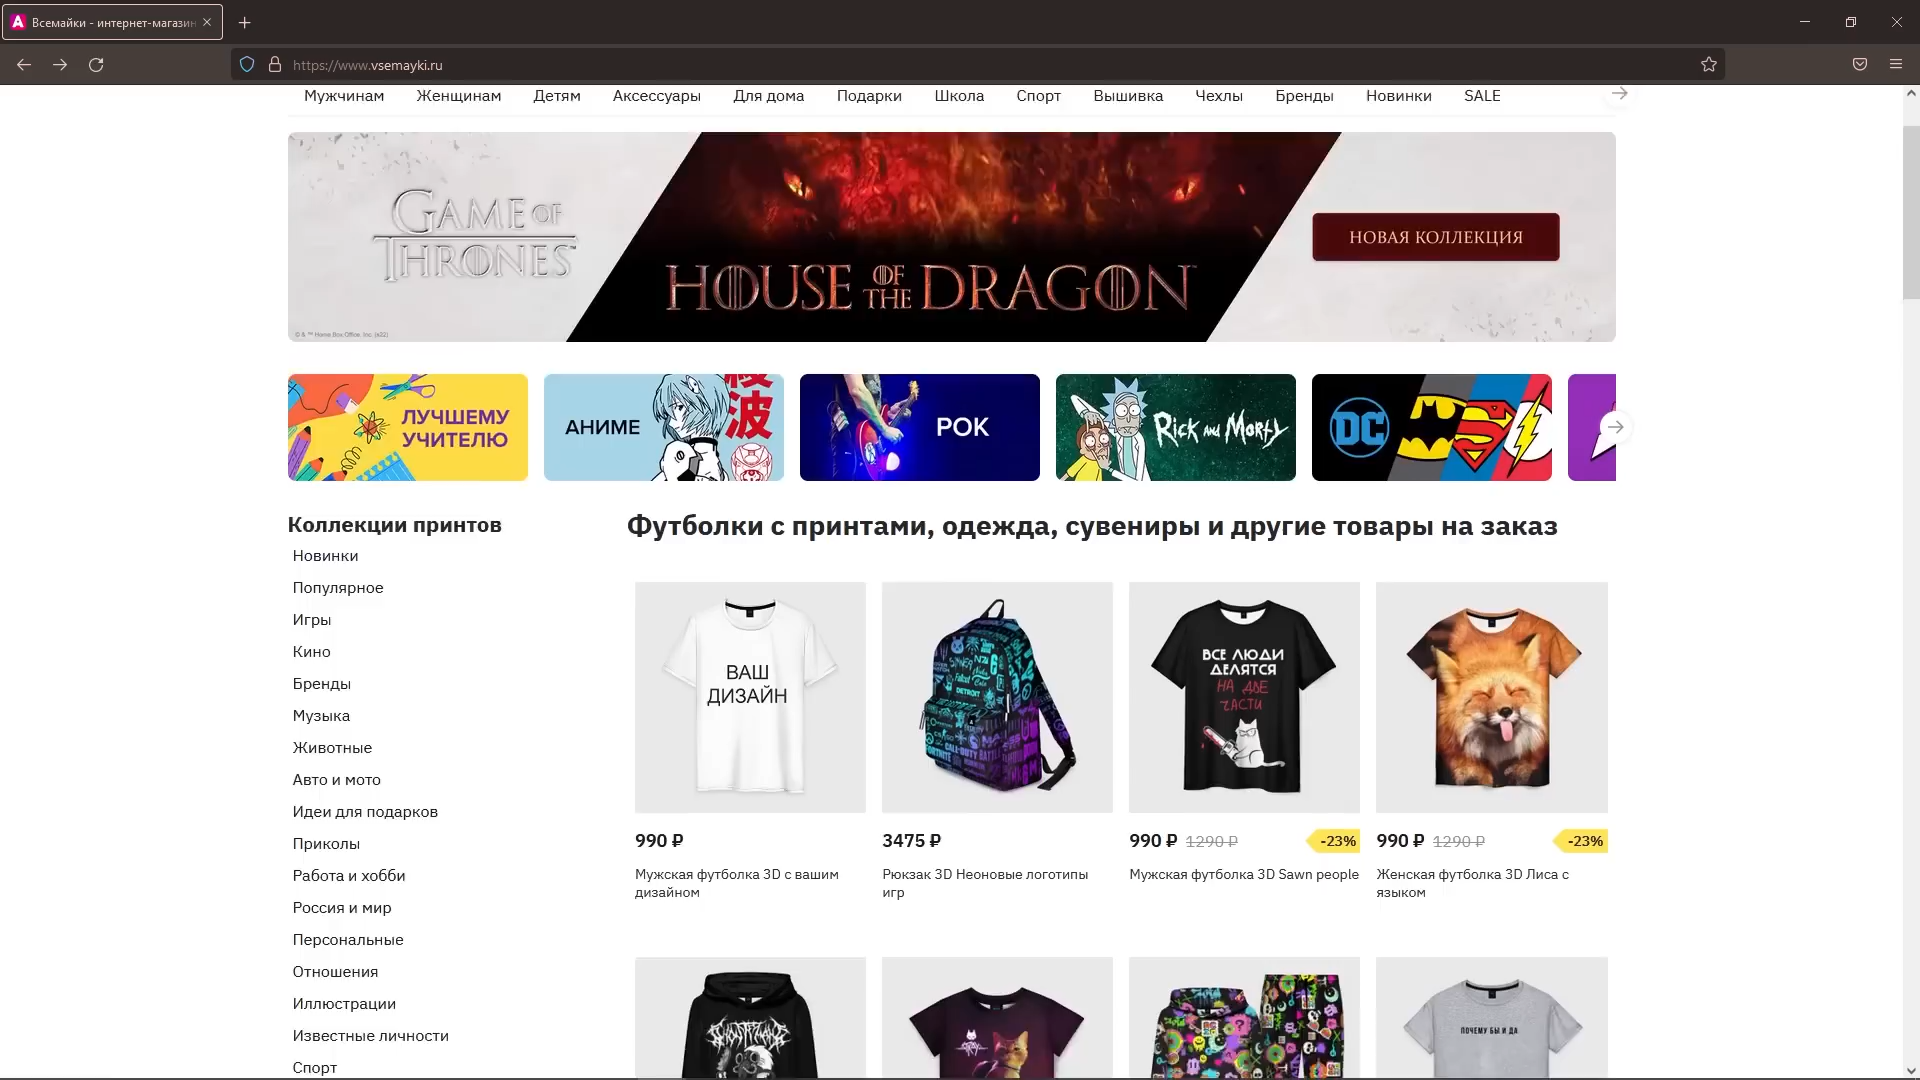 Всемайки - интернет-магазин
https://www.vsemayki.ru
Мужчинам Женщинам Детям Аксессуары Для дома Подарки Школа Спорт Вышивка Чехлы Бренды Новинки SALE
GAME OF THRONES™
HOUSE OF THE DRAGON
НОВАЯ КОЛЛЕКЦИЯ
© & ™ Home Box Office, Inc. (s22)
ЛУЧШЕМУ
УЧИТЕЛЮ
АНИМЕ
波
РОК
Rick and Morty
DC
Коллекции принтов
Новинки
Популярное
Игры
Кино
Бренды
Музыка
Животные
Авто и мото
Идеи для подарков
Приколы
Работа и хобби
Россия и мир
Персональные
Отношения
Иллюстрации
Известные личности
Спорт
Футболки с принтами, одежда, сувениры и другие товары на заказ
ВАШ
ДИЗАЙН
DETROIT
CALL OF DUTY
ВСЕ ЛЮДИ
ДЕЛЯТСЯ
НА ДВЕ
ЧАСТИ
990 ₽
Мужская футболка 3D с вашим
дизайном
3475 ₽
Рюкзак 3D Неоновые логотипы
игр
990 ₽ 1290 ₽ -23%
Мужская футболка 3D Sawn people
990 ₽ 1290 ₽ -23%
Женская футболка 3D Лиса с
языком
ПОЧЕМУ БЫ И ДА